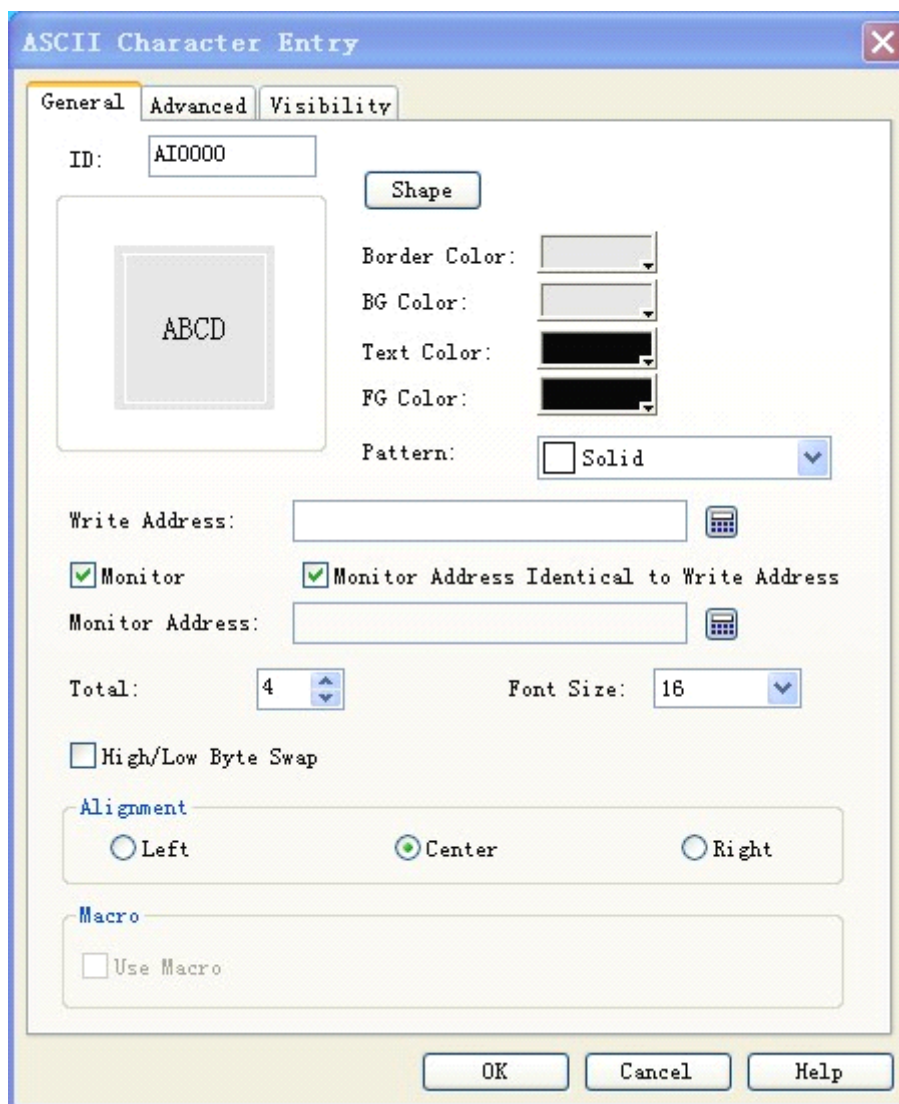 ASCII Character Entry
General Advanced Visibility
ID: AI0000
Shape
ABCD
Border Color:
BG Color:
Text Color:
FG Color:
Pattern: Solid
Write Address:
Monitor Monitor Address Identical to Write Address
Monitor Address:
Total: 4 Font Size: 16
High/Low Byte Swap
Alignment
Left Center Right
Macro
Use Macro
OK Cancel Help